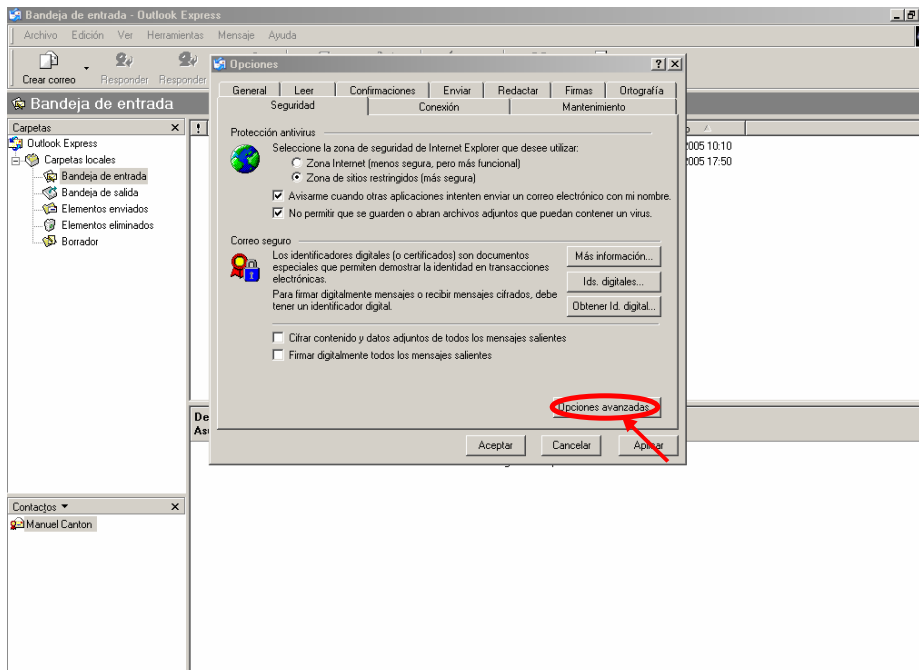 Bandeja de entrada - Outlook Express
Archivo Edición Ver Herramientas Mensaje Ayuda
Crear correo Responder Responder
Bandeja de entrada
Carpetas
Outlook Express
Carpetas locales
Bandeja de entrada
Bandeja de salida
Elementos enviados
Elementos eliminados
Borrador
Contactos
Manuel Canton
Opciones
General Leer Confirmaciones Enviar Redactar Firmas Ortografía
Seguridad Conexión Mantenimiento
Protección antivirus
Seleccione la zona de seguridad de Internet Explorer que desee utilizar:
Zona Internet (menos segura, pero más funcional)
Zona de sitios restringidos (más segura)
Avisarme cuando otras aplicaciones intenten enviar un correo electrónico con mi nombre.
No permitir que se guarden o abran archivos adjuntos que puedan contener un virus.
Correo seguro
Los identificadores digitales (o certificados) son documentos
especiales que permiten demostrar la identidad en transacciones
electrónicas.
Más información...
Ids. digitales...
Para firmar digitalmente mensajes o recibir mensajes cifrados, debe
tener un identificador digital.
Obtener Id. digital...
Cifrar contenido y datos adjuntos de todos los mensajes salientes
Firmar digitalmente todos los mensajes salientes
Opciones avanzadas...
Aceptar Cancelar Aplicar
2005 10:10
2005 17:50
De